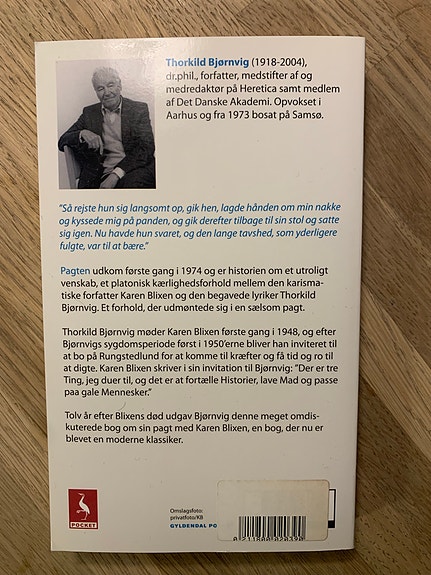 Thorkild Bjørnvig (1918-2004),
dr.phil., forfatter, medstifter af og
medredaktør på Heretica samt medlem
af Det Danske Akademi. Opvokset i
Aarhus og fra 1973 bosat på Samsø.
"Så rejste hun sig langsomt op, gik hen, lagde hånden om min nakke
og kyssede mig på panden, og gik derefter tilbage til sin stol og satte
sig igen. Nu havde hun svaret, og den lange tavshed, som yderligere
fulgte, var til at bære."
Pagten udkom første gang i 1974 og er historien om et utroligt
venskab, et platonisk kærlighedsforhold mellem den karisma-
tiske forfatter Karen Blixen og den begavede lyriker Thorkild
Bjørnvig. Et forhold, der udmøntede sig i en sælsom pagt.
Thorkild Bjørnvig møder Karen Blixen første gang i 1948, og efter
Bjørnvigs sygdomsperiode først i 1950'erne bliver han inviteret til
at bo på Rungstedlund for at komme til kræfter og få tid og ro til
at digte. Karen Blixen skriver i sin invitation til Bjørnvig: "Der er tre
Ting, jeg duer til, og det er at fortælle Historier, lave Mad og passe
paa gale Mennesker."
Tolv år efter Blixens død udgav Bjørnvig denne meget omdis-
kuterede bog om sin pagt med Karen Blixen, en bog, der nu er
blevet en moderne klassiker.
POCKET
Omslagsfoto:
privatfoto/KB
GYLDENDAL PO
0 211800 020390